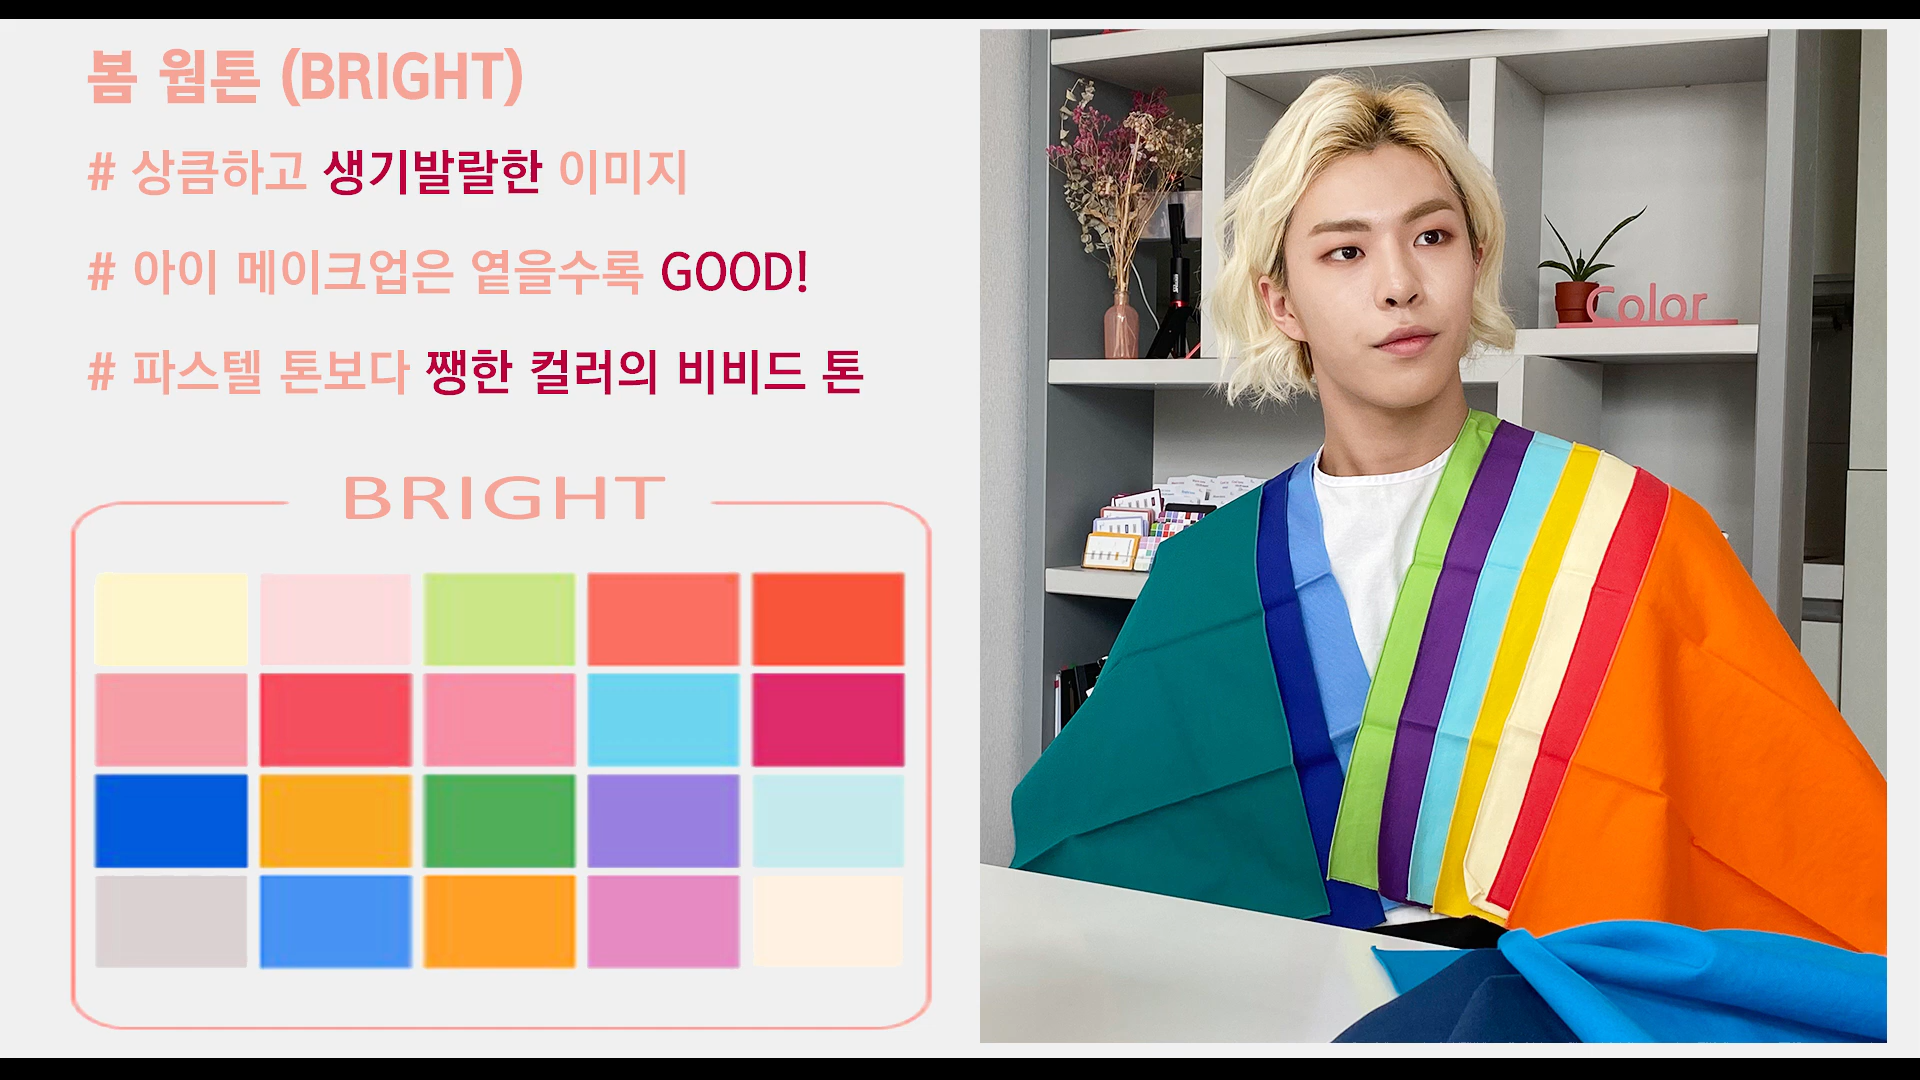 봄 웜톤 (BRIGHT)
# 상큼하고 생기발랄한 이미지
# 아이 메이크업은 옅을수록 GOOD!
# 파스텔 톤보다 쨍한 컬러의 비비드 톤
BRIGHT
Color